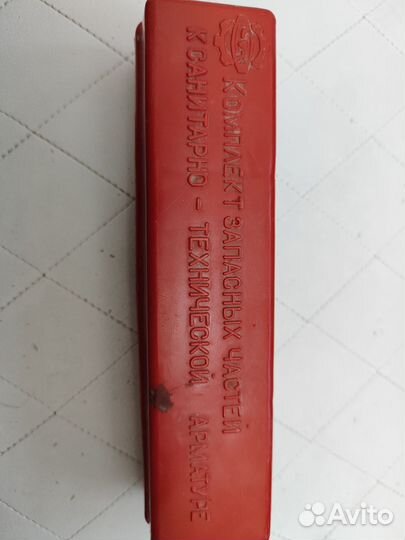 Комплект запасных частей
к санитарно - технической арматуре
Avito